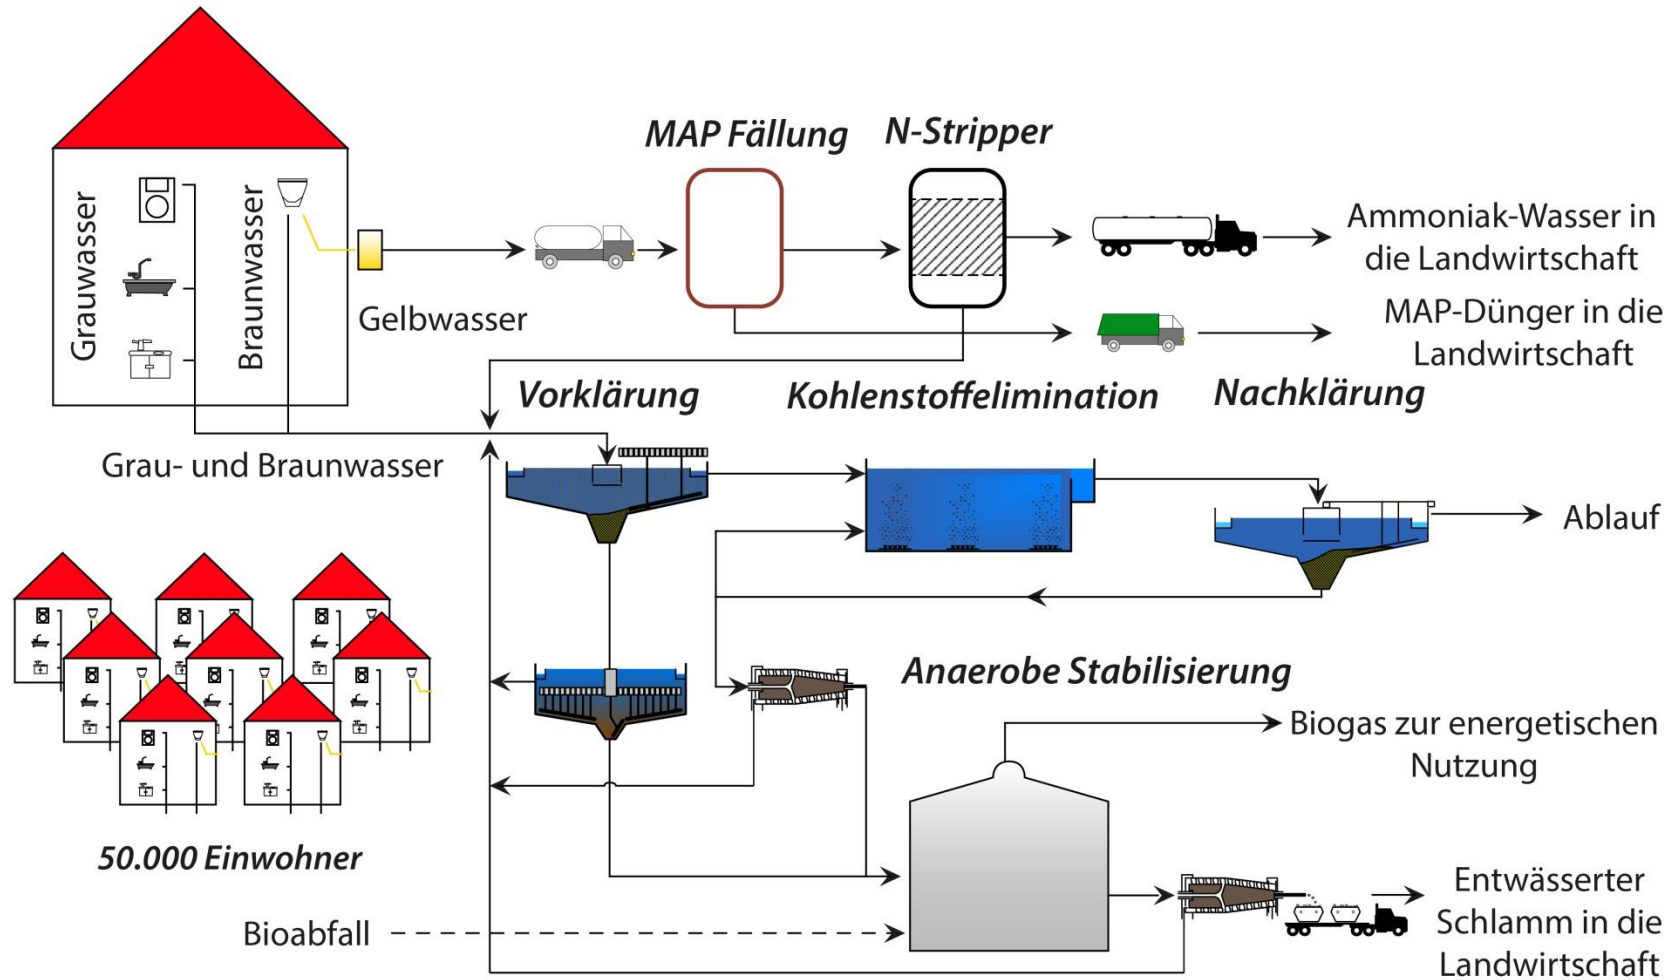 MAP Fällung
N-Stripper
Grauwasser
Braunwasser
Gelbwasser
Ammoniak-Wasser in
die Landwirtschaft
MAP-Dünger in die
Landwirtschaft
Vorklärung
Kohlenstoffelimination
Nachklärung
Grau- und Braunwasser
Ablauf
Anaerobe Stabilisierung
Biogas zur energetischen
Nutzung
50.000 Einwohner
Bioabfall
Entwässerter
Schlamm in die
Landwirtschaft